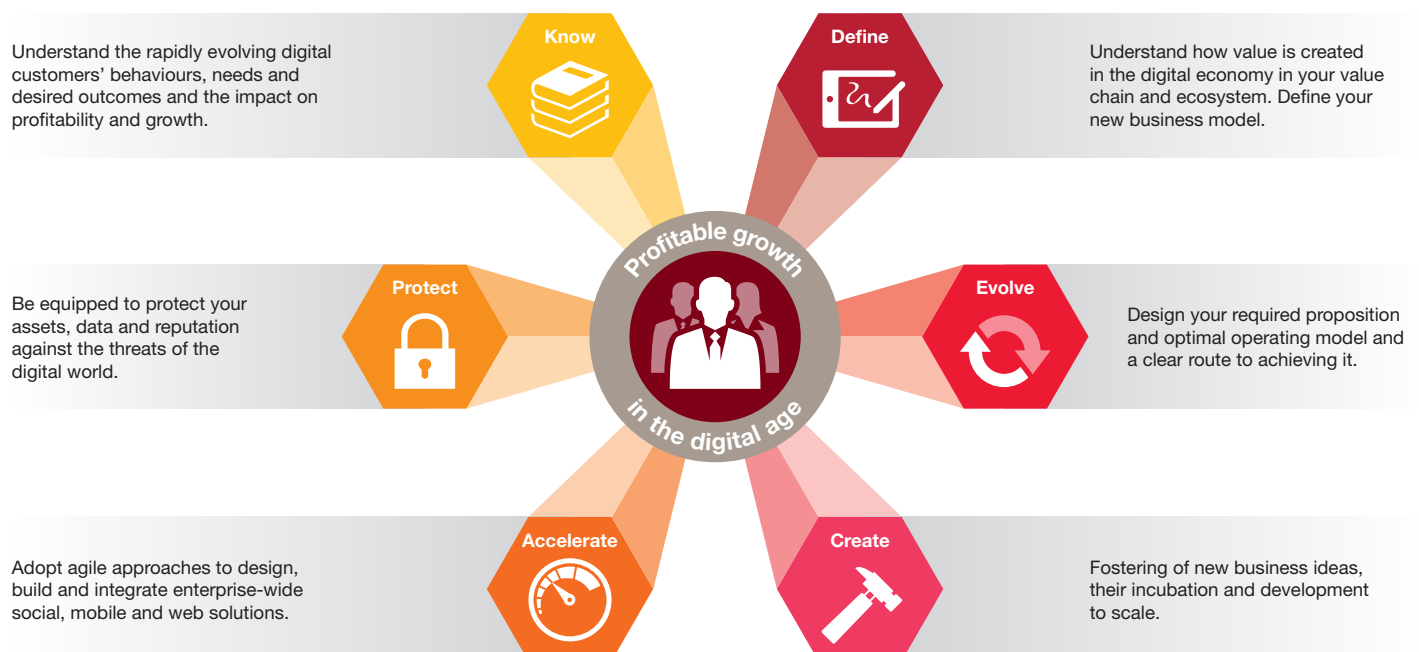 Know
Understand the rapidly evolving digital
customers’ behaviours, needs and
desired outcomes and the impact on
profitability and growth.
Define
Understand how value is created
in the digital economy in your value
chain and ecosystem. Define your
new business model.
Profitable growth
in the digital age
Protect
Be equipped to protect your
assets, data and reputation
against the threats of the
digital world.
Evolve
Design your required proposition
and optimal operating model and
a clear route to achieving it.
Accelerate
Adopt agile approaches to design,
build and integrate enterprise-wide
social, mobile and web solutions.
Create
Fostering of new business ideas,
their incubation and development
to scale.